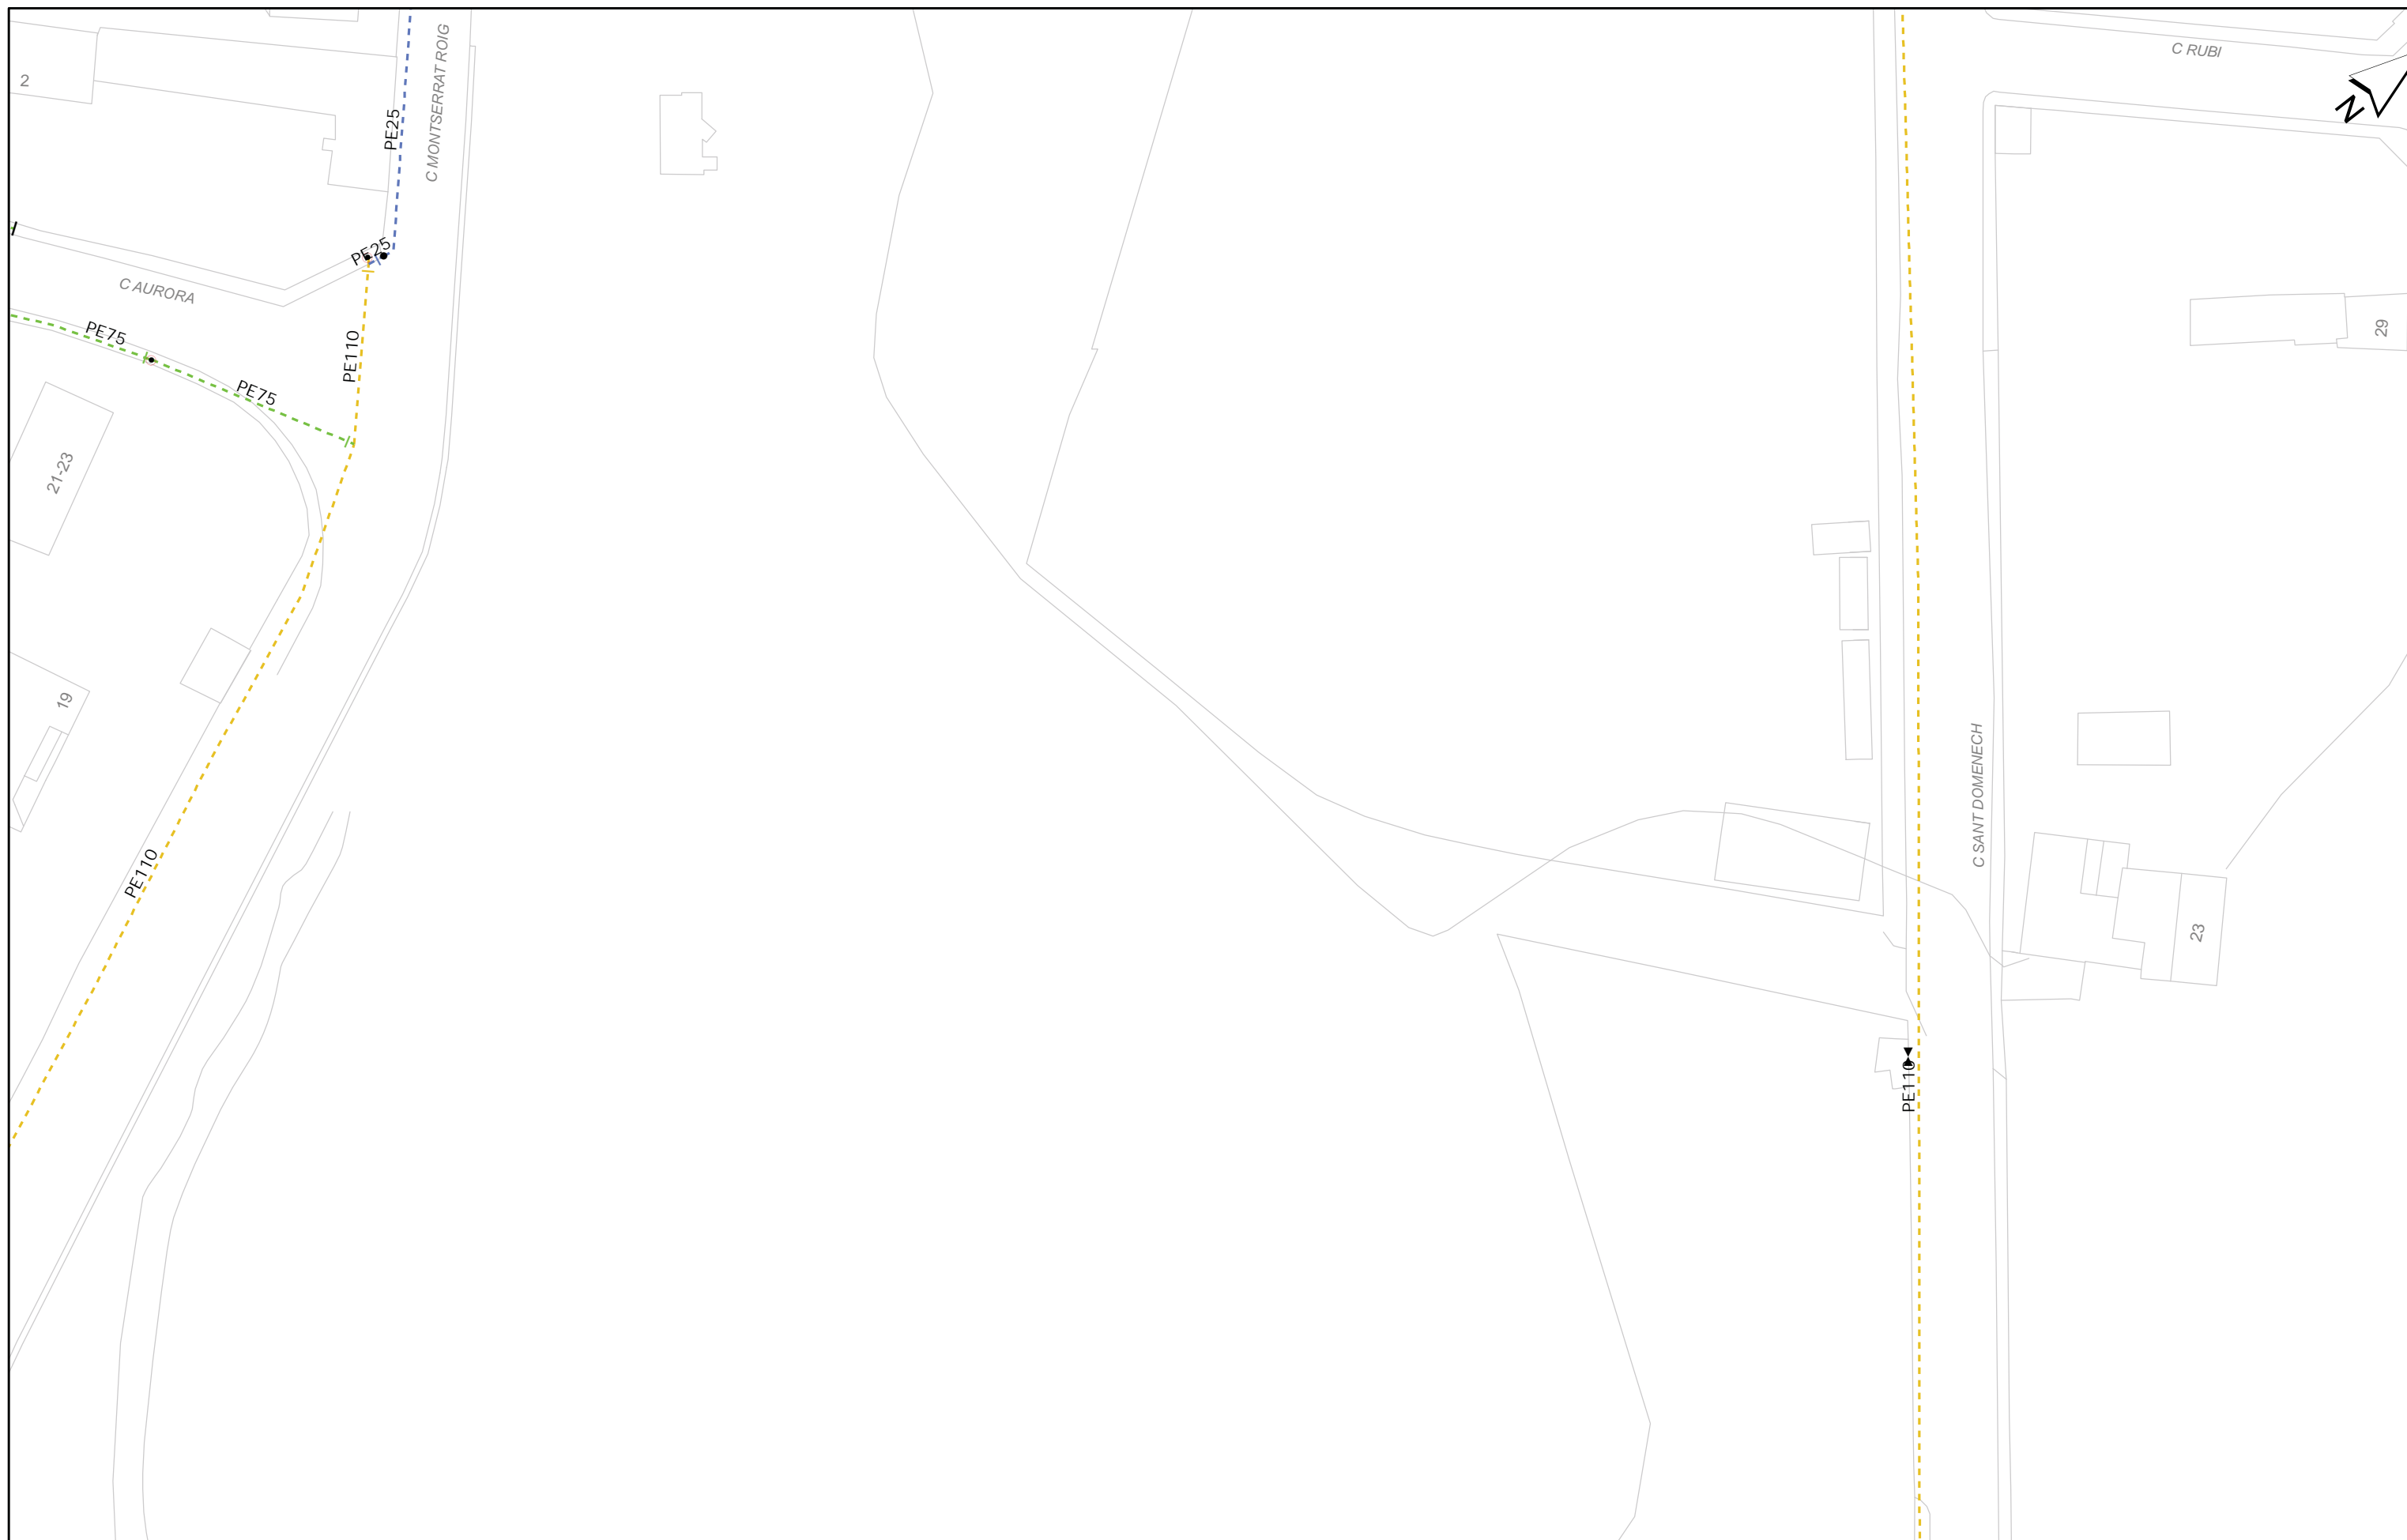 C MONTSERRAT ROIG
C RUBI
2
PE25
N
PE25
C AURORA
PE75
PE110
29
PE75
21-23
19
C SANT DOMENECH
PE110
23
PE110